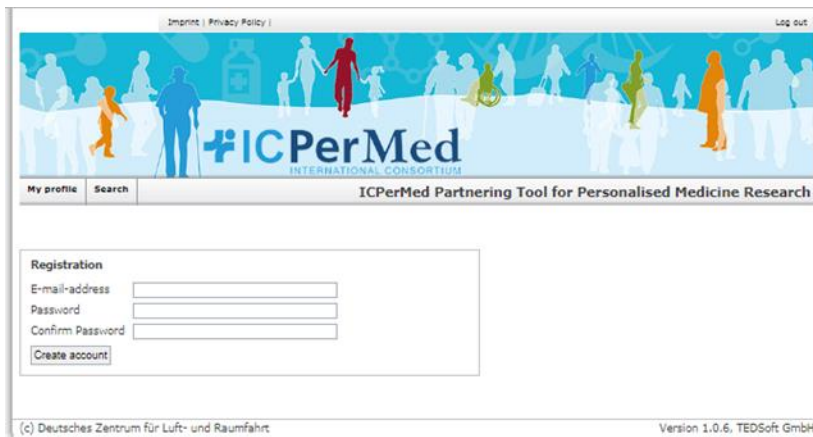 Imprint | Privacy Policy |
Log out
ICPerMed
INTERNATIONAL CONSORTIUM
My profile
Search
ICPerMed Partnering Tool for Personalised Medicine Research
Registration
E-mail-address
Password
Confirm Password
Create account
(c) Deutsches Zentrum für Luft- und Raumfahrt
Version 1.0.6, TEDSoft GmbH